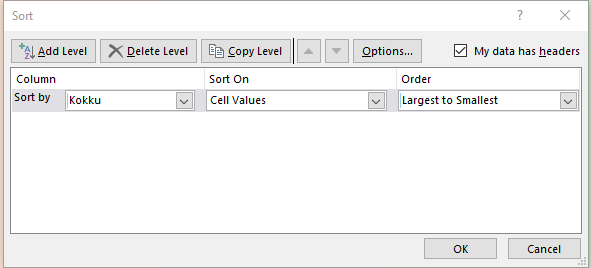 Sort
? 
Add Level Delete Level Copy Level Options... My data has headers
Column Sort On Order
Sort by Kokku Cell Values Largest to Smallest
OK Cancel